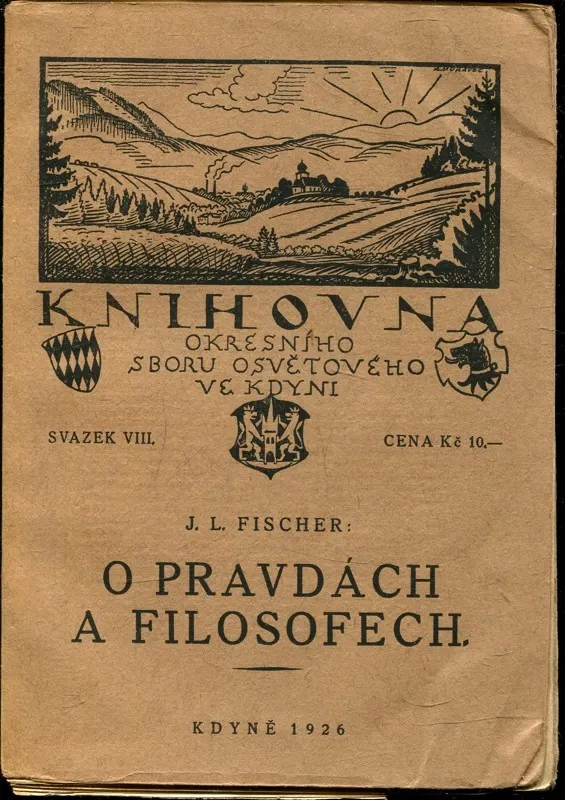 KNIHOVNA
OKRESNÍHO
SBORU OSVĚTOVÉHO
VE KDYNI
SVAZEK VIII.
CENA Kč 10.—
J. L. FISCHER:
O PRAVDÁCH
A FILOSOFECH.
KDYNĚ 1926